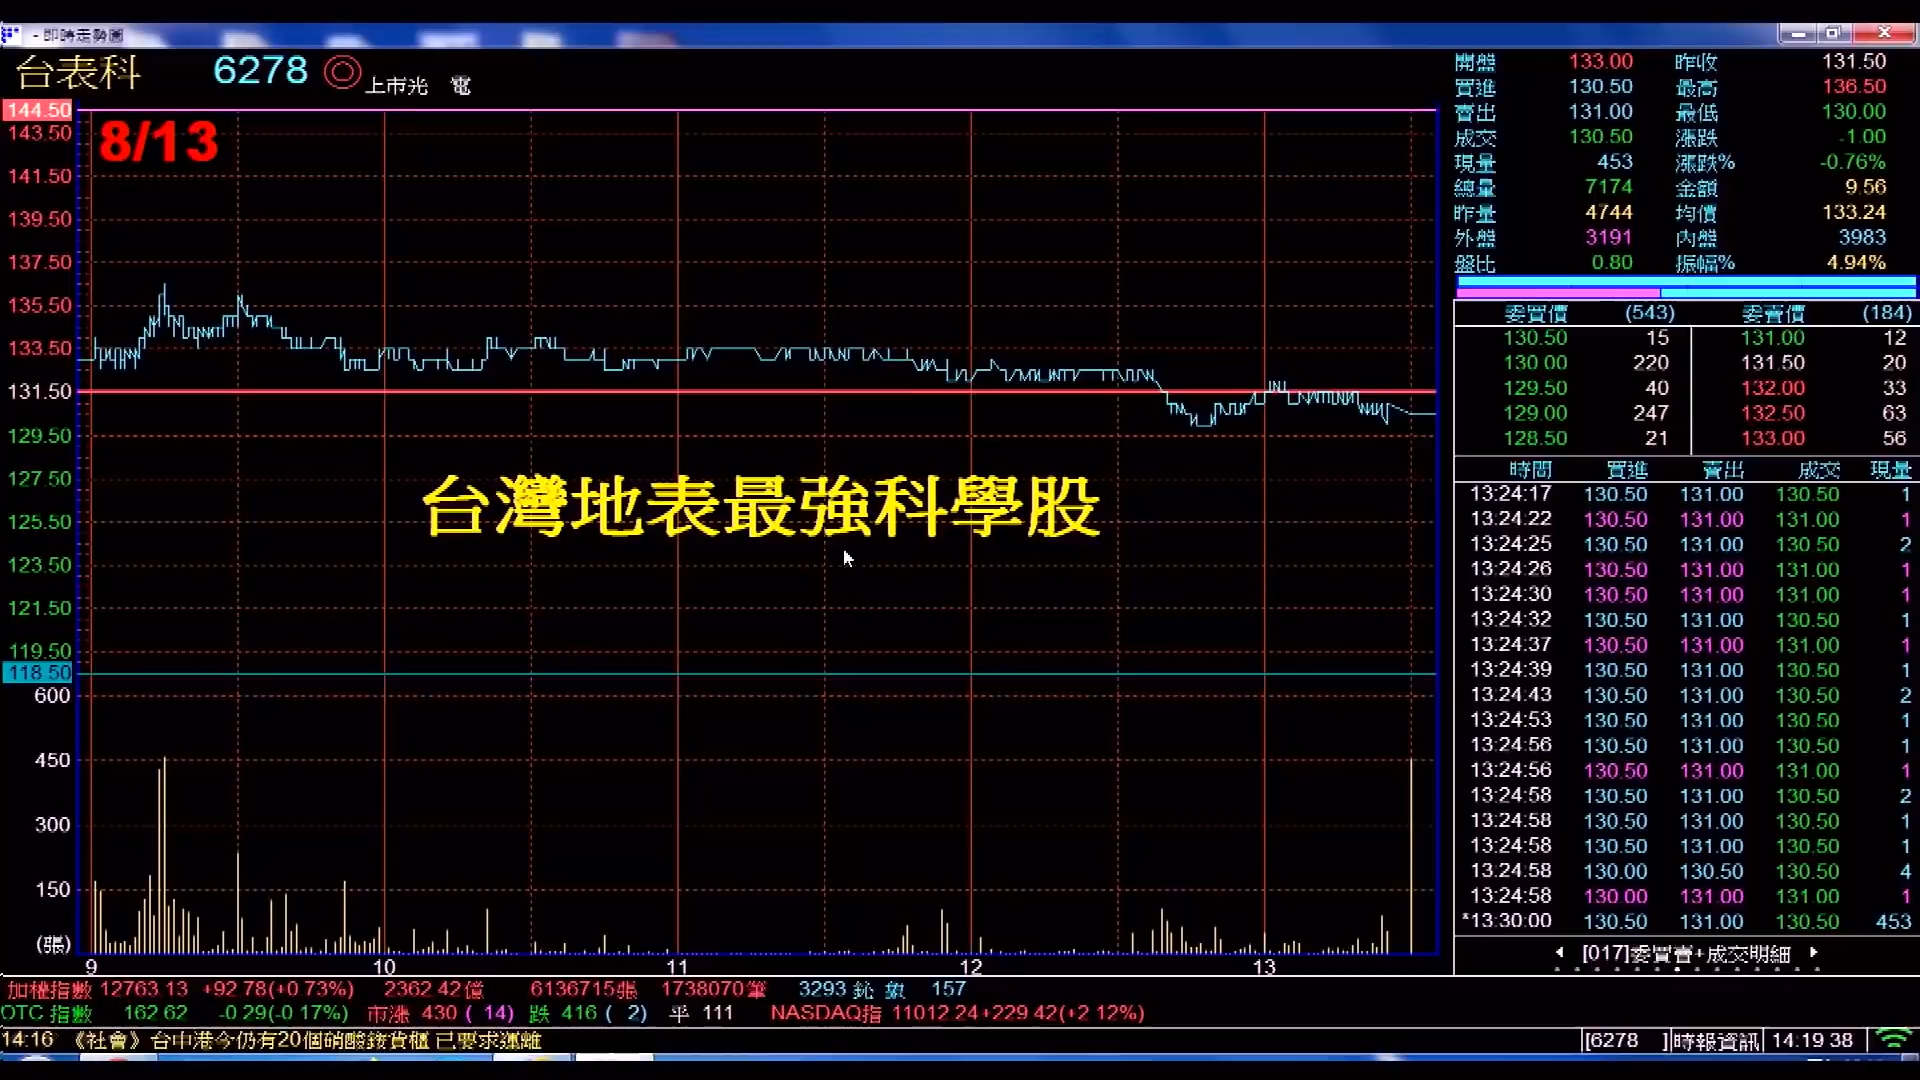 - 即時走勢圖
台表科 6278 ◎ 上市光 電
8/13
144.50
143.50
141.50
139.50
137.50
135.50
133.50
131.50
129.50
127.50
125.50
123.50
121.50
119.50
118.50
600
450
300
150
(張)
9 10 11 12 13
台灣地表最強科學股
開盤 133.00 昨收 131.50
買進 130.50 最高 136.50
賣出 131.00 最低 130.00
成交 130.50 漲跌 -1.00
現量 453 漲跌% -0.76%
總量 7174 金額 9.56
昨量 4744 均價 133.24
外盤 3191 內盤 3983
盤比 0.80 振幅% 4.94%
委買價 (543) 委賣價 (184)
130.50 15 131.00 12
130.00 220 131.50 20
129.50 40 132.00 33
129.00 247 132.50 63
128.50 21 133.00 56
時間 買進 賣出 成交 現量
13:24:17 130.50 131.00 130.50 1
13:24:22 130.50 131.00 131.00 1
13:24:25 130.50 131.00 130.50 2
13:24:26 130.50 131.00 131.00 1
13:24:30 130.50 131.00 131.00 1
13:24:32 130.50 131.00 130.50 1
13:24:37 130.50 131.00 131.00 1
13:24:39 130.50 131.00 130.50 1
13:24:43 130.50 131.00 130.50 2
13:24:53 130.50 131.00 130.50 1
13:24:56 130.50 131.00 130.50 1
13:24:56 130.50 131.00 131.00 1
13:24:58 130.50 131.00 130.50 2
13:24:58 130.50 131.00 130.50 1
13:24:58 130.50 131.00 130.50 1
13:24:58 130.00 130.50 130.50 4
13:24:58 130.00 131.00 131.00 1
*13:30:00 130.50 131.00 130.50 453
[017]委買賣+成交明細
加權指數 12763.13 +92.78(+0.73%) 2362.42億 6136715張 1738070筆 3293 157
OTC 指數 162.62 -0.29(-0.17%) 市漲 430 ( 14) 跌 416 ( 2) 平 111 NASDAQ指 11012.24+229.42(+2.12%)
14:16 《社會》台中港今仍有20個硝酸銨貨櫃 已要求運離 [6278 ] 時報資訊 14:19:38